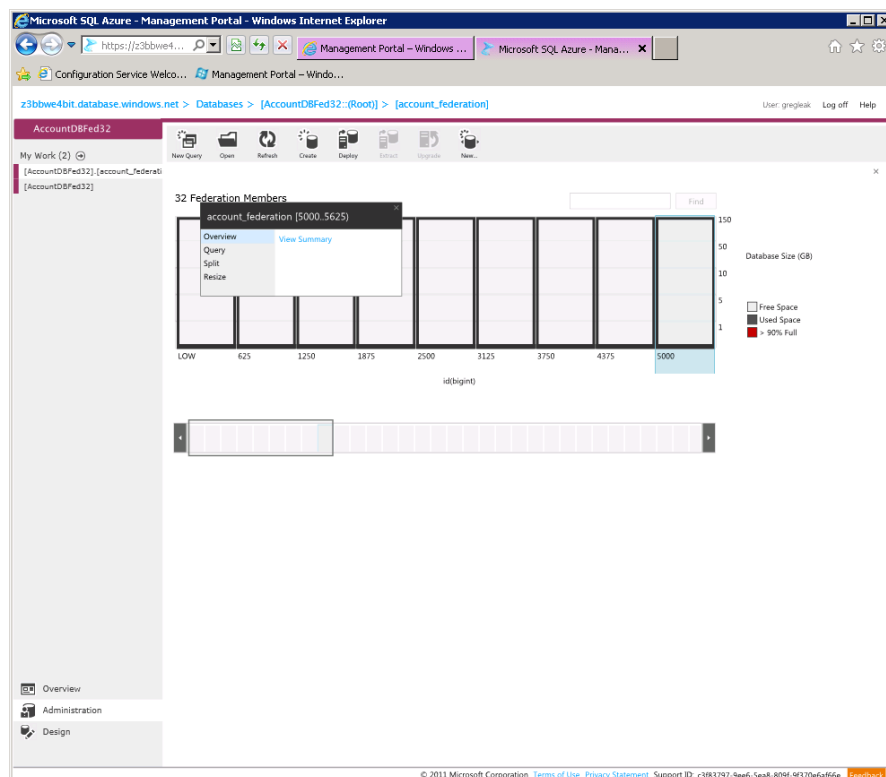 Microsoft SQL Azure - Management Portal - Windows Internet Explorer
https://z3bbwe4...
Management Portal – Windows ...
Microsoft SQL Azure - Mana...
Configuration Service Welco...
Management Portal – Windo...
z3bbwe4bit.database.windows.net > Databases > [AccountDBFed32::(Root)] > [account_federation]
User: gregleak Log off Help
AccountDBFed32
My Work (2)
[AccountDBFed32].[account_federati
[AccountDBFed32]
New Query Open Refresh Create Deploy Extract Upgrade New...
32 Federation Members
Find
account_federation [5000..5625)
Overview
View Summary
Query
Split
Resize
150
50
10
5
1
Database Size (GB)
Free Space
Used Space
> 90% Full
LOW 625 1250 1875 2500 3125 3750 4375 5000
id(bigint)
Overview
Administration
Design
© 2011 Microsoft Corporation Terms of Use Privacy Statement Support ID: c3f83797-9ee6-5ea8-809f-9f370e6af66e Feedback